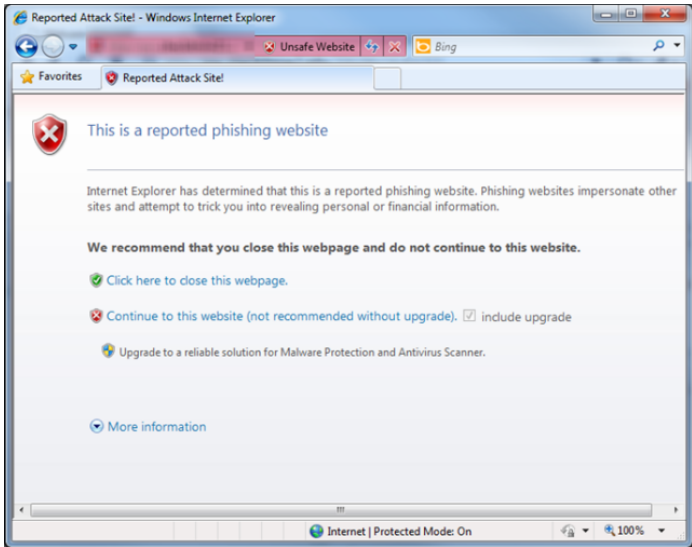 Reported Attack Site! - Windows Internet Explorer
Unsafe Website
Bing
Favorites
Reported Attack Site!
This is a reported phishing website
Internet Explorer has determined that this is a reported phishing website. Phishing websites impersonate other
sites and attempt to trick you into revealing personal or financial information.
We recommend that you close this webpage and do not continue to this website.
Click here to close this webpage.
Continue to this website (not recommended without upgrade). include upgrade
Upgrade to a reliable solution for Malware Protection and Antivirus Scanner.
More information
Internet | Protected Mode: On
100%